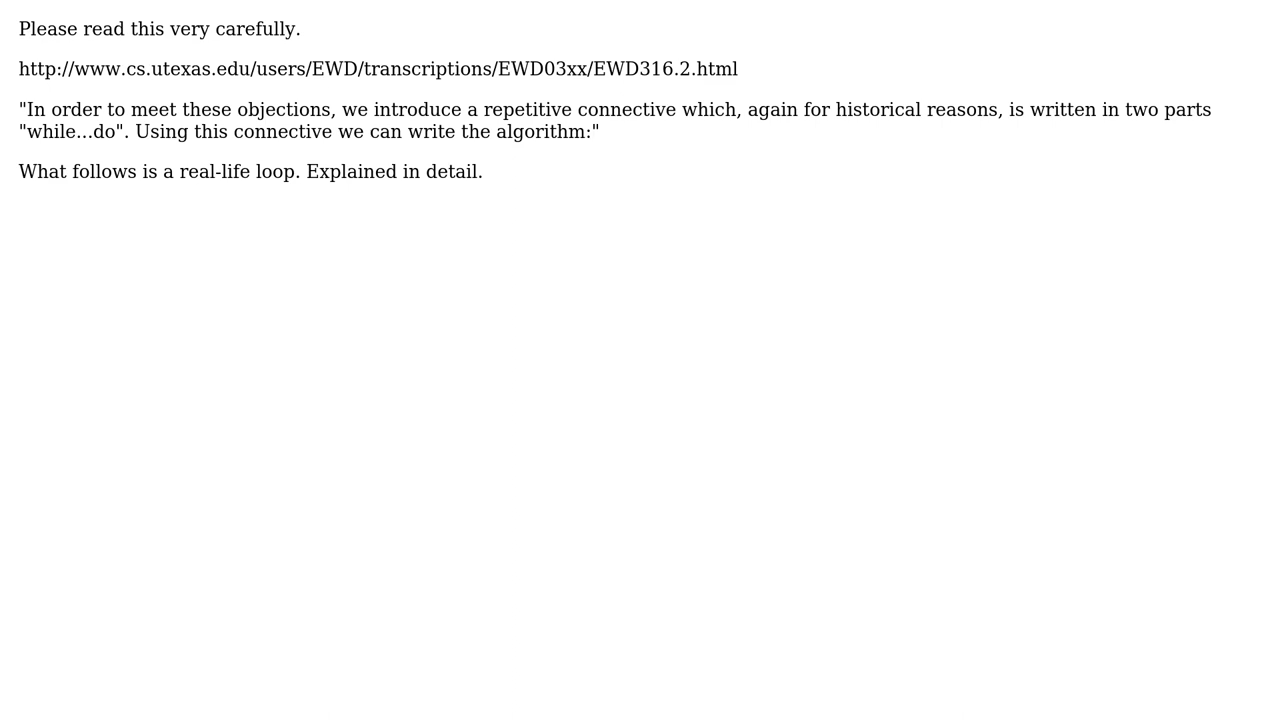 Please read this very carefully.
http://www.cs.utexas.edu/users/EWD/transcriptions/EWD03xx/EWD316.2.html
"In order to meet these objections, we introduce a repetitive connective which, again for historical reasons, is written in two parts
"while...do". Using this connective we can write the algorithm:"
What follows is a real-life loop. Explained in detail.